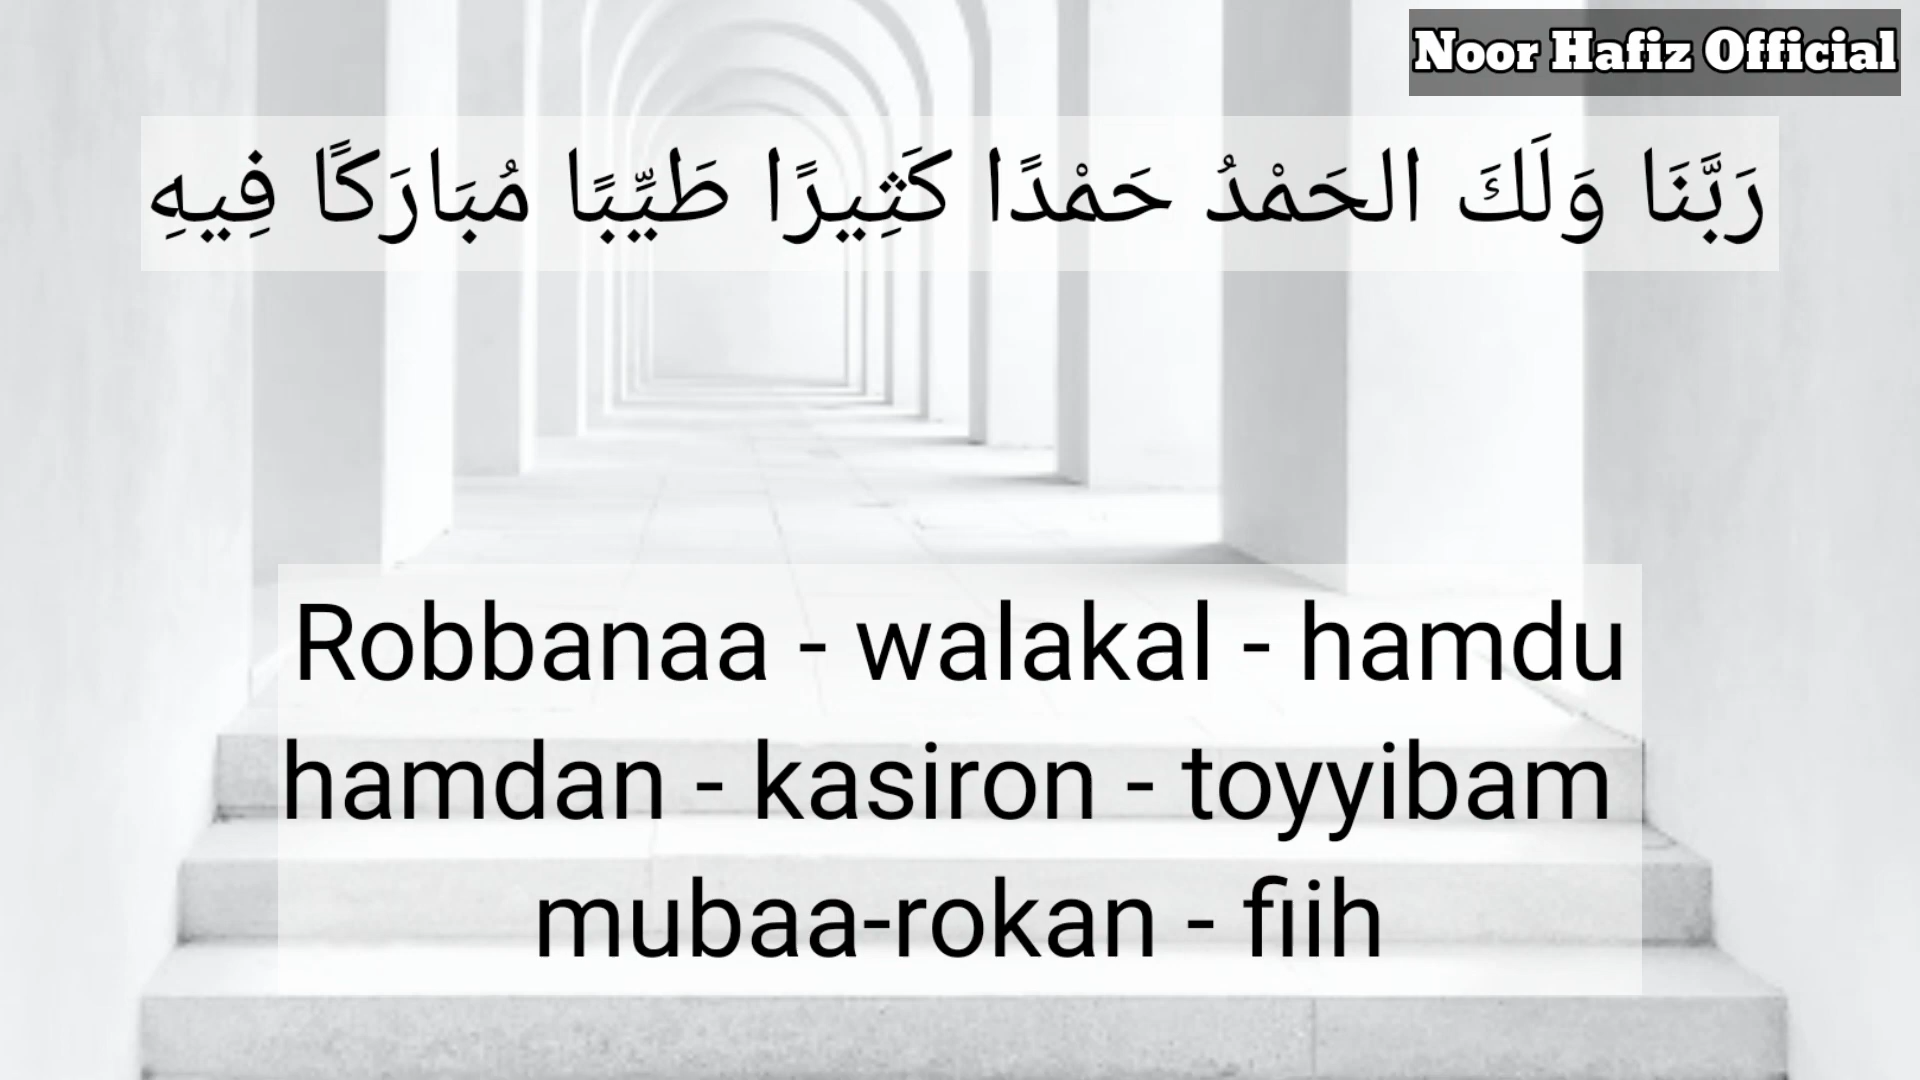 Noor Hafiz Official
رَبَّنَا وَلَكَ الحَمْدُ حَمْدًا كَثِيرًا طَيِّبًا مُبَارَكًا فِيهِ
Robbanaa - walakal - hamdu
hamdan - kasiron - toyyibam
mubaa-rokan - fiih